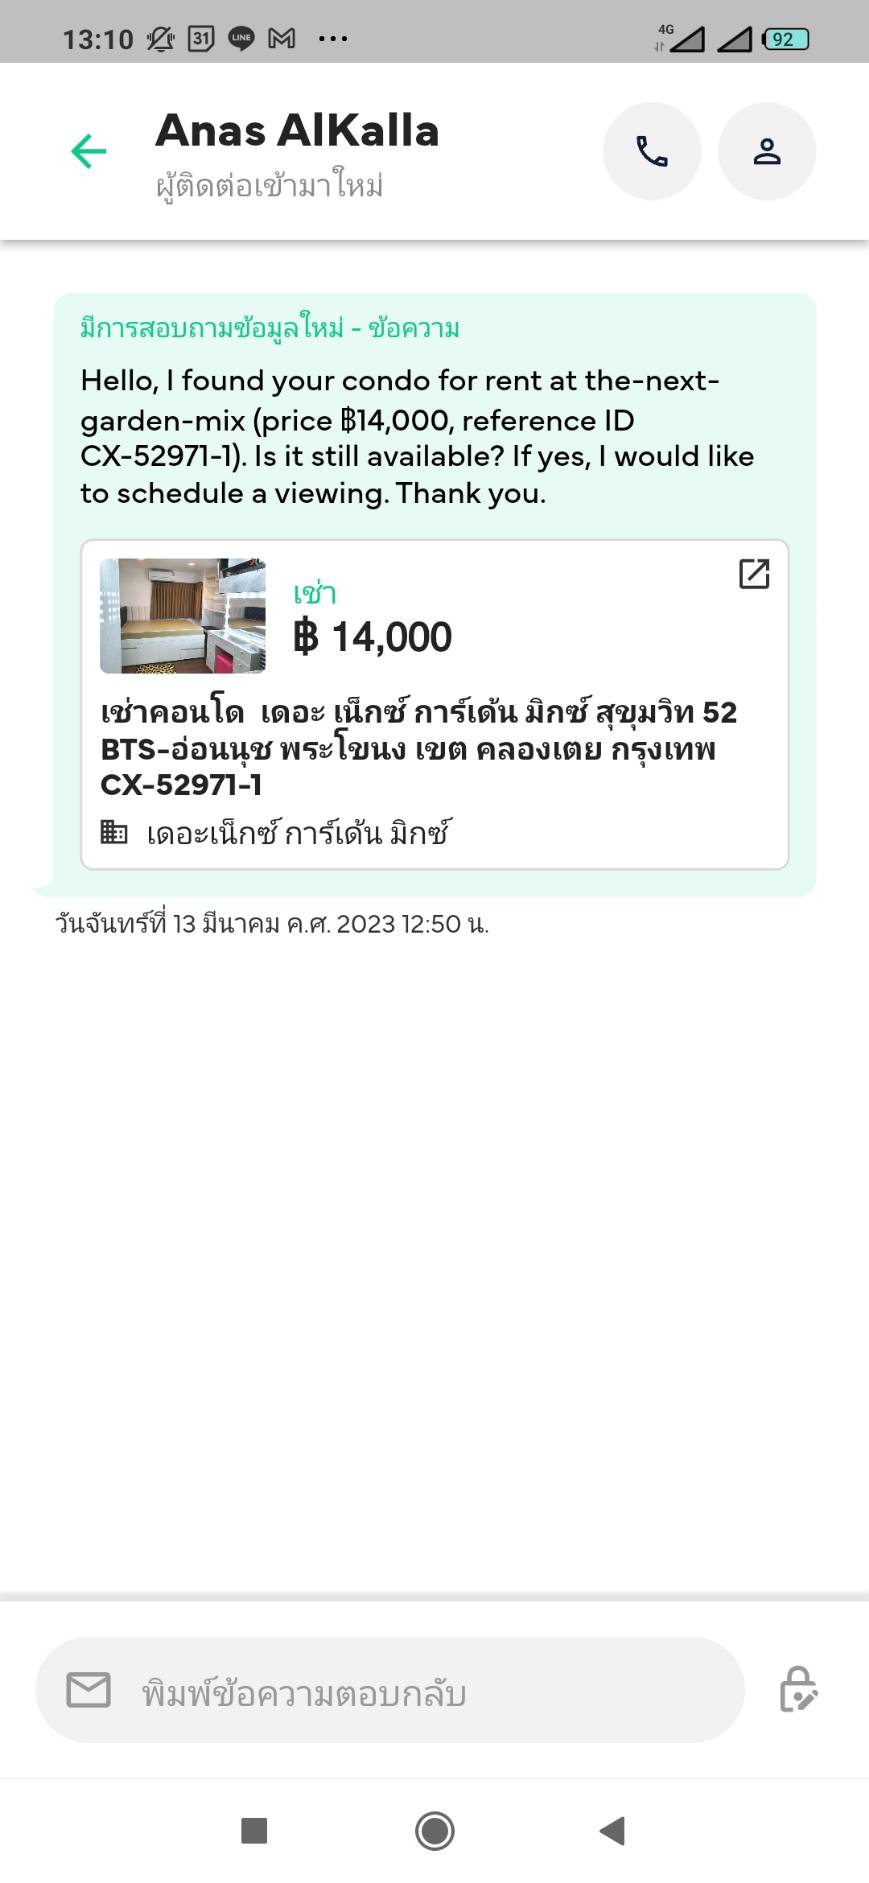 13:10 31 LINE 4G 92
Anas AlKalla
ผู้ติดต่อเข้ามาใหม่
มีการสอบถามข้อมูลใหม่ - ข้อความ
Hello, I found your condo for rent at the-next-
garden-mix (price ฿14,000, reference ID
CX-52971-1). Is it still available? If yes, I would like
to schedule a viewing. Thank you.
เช่า
฿ 14,000
เช่าคอนโด เดอะ เน็กซ์ การ์เด้น มิกซ์ สุขุมวิท 52
BTS-อ่อนนุช พระโขนง เขต คลองเตย กรุงเทพ
CX-52971-1
เดอะเน็กซ์ การ์เด้น มิกซ์
วันจันทร์ที่ 13 มีนาคม ค.ศ. 2023 12:50 น.
พิมพ์ข้อความตอบกลับ